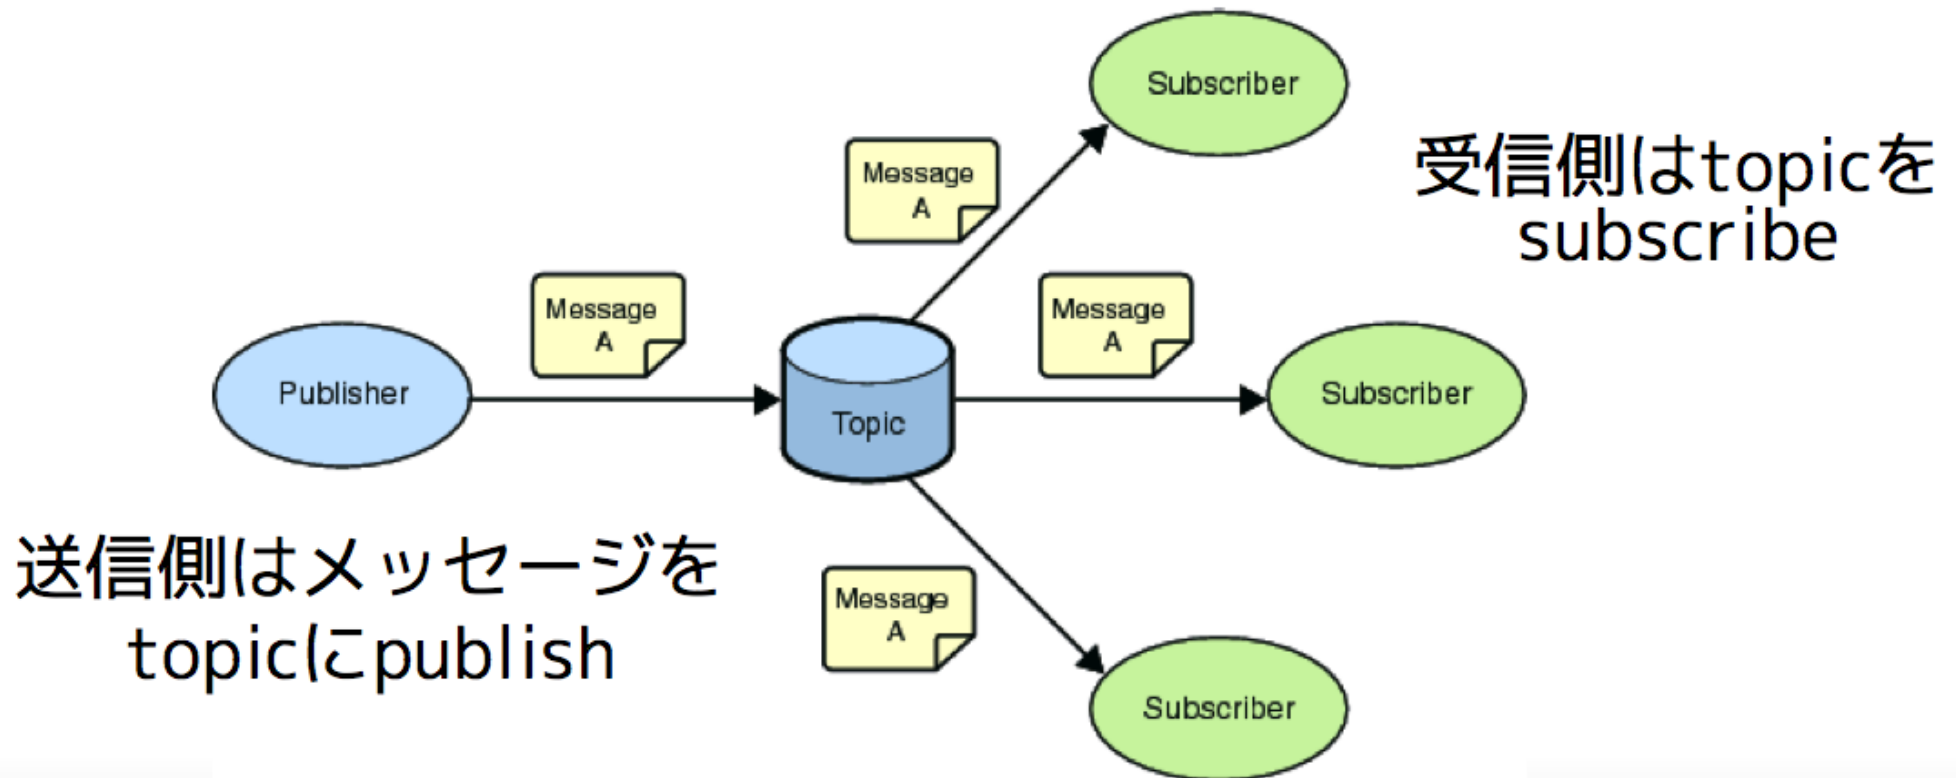 Subscriber
Message
A
受信側はtopicを
subscribe
Message
A
Message
A
Publisher
Topic
Subscriber
送信側はメッセージを
topicにpublish
Message
A
Subscriber